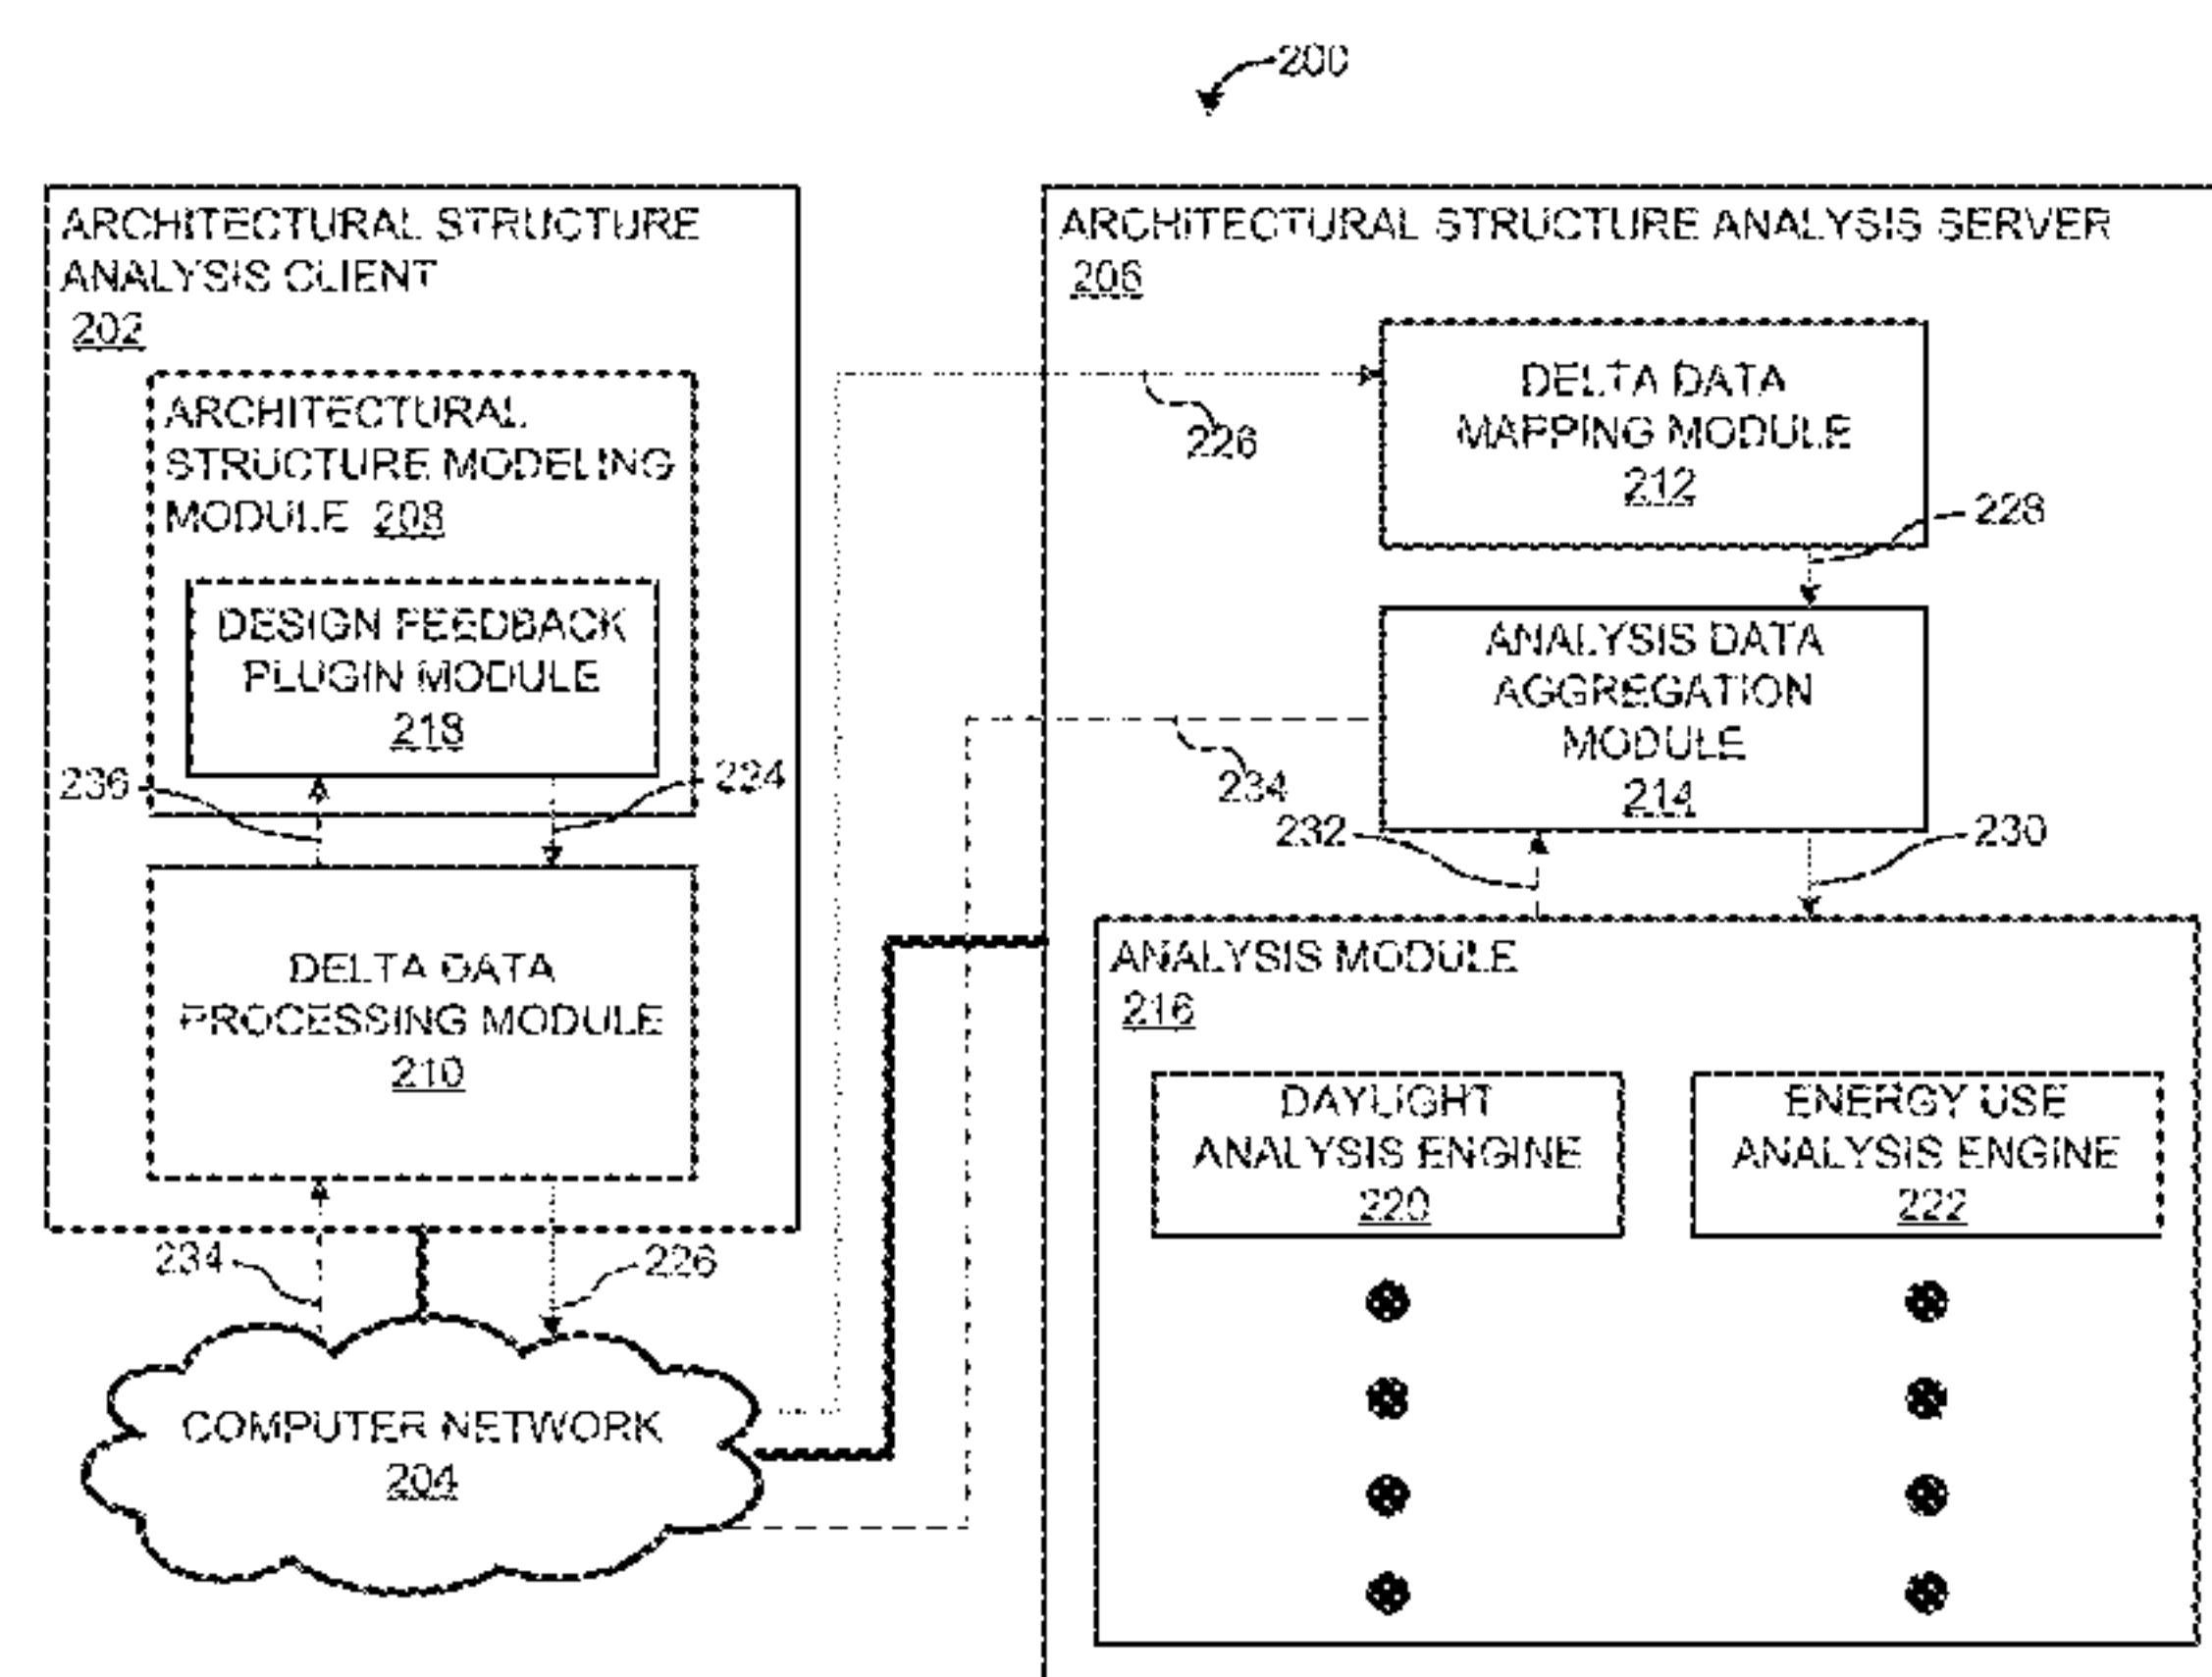 200
ARCHITECTURAL STRUCTURE
ANALYSIS CLIENT
202
ARCHITECTURAL
STRUCTURE MODELING
MODULE 208
DESIGN FEEDBACK
PLUGIN MODULE
218
236
224
DELTA DATA
PROCESSING MODULE
210
234
226
COMPUTER NETWORK
204
ARCHITECTURAL STRUCTURE ANALYSIS SERVER
206
226
DELTA DATA
MAPPING MODULE
212
228
ANALYSIS DATA
AGGREGATION
MODULE
214
234
232
230
ANALYSIS MODULE
216
DAYLIGHT
ANALYSIS ENGINE
220
ENERGY USE
ANALYSIS ENGINE
222